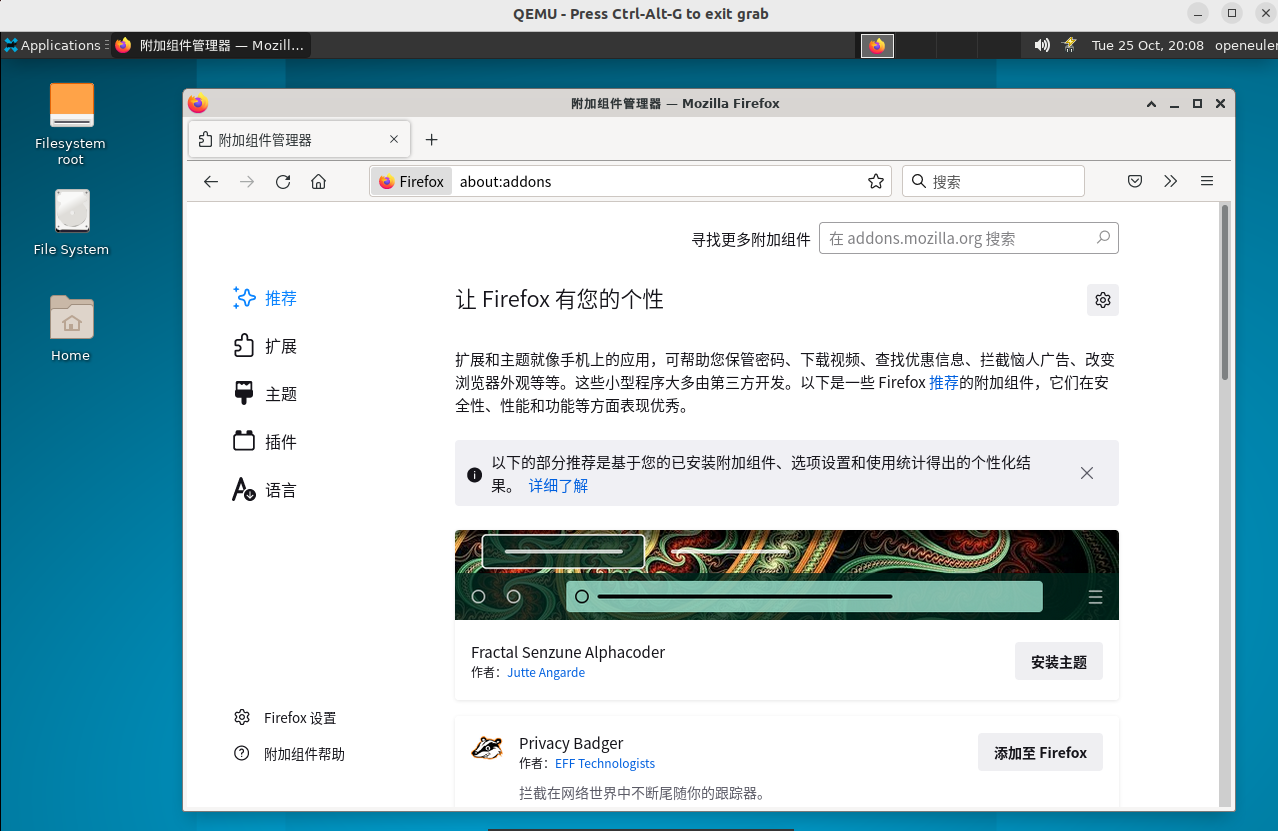 QEMU - Press Ctrl-Alt-G to exit grab
Applications
附加组件管理器 — Mozill...
Tue 25 Oct, 20:08
openeuler
Filesystem
root
File System
Home
附加组件管理器 — Mozilla Firefox
附加组件管理器
Firefox
about:addons
搜索
寻找更多附加组件
在 addons.mozilla.org 搜索
推荐
扩展
主题
插件
语言
Firefox 设置
附加组件帮助
让 Firefox 有您的个性
扩展和主题就像手机上的应用，可帮助您保管密码、下载视频、查找优惠信息、拦截恼人广告、改变
浏览器外观等等。这些小型程序大多由第三方开发。以下是一些 Firefox 推荐的附加组件，它们在安
全性、性能和功能等方面表现优秀。
以下的部分推荐是基于您的已安装附加组件、选项设置和使用统计得出的个性化结
果。 详细了解
Fractal Senzune Alphacoder
作者：Jutte Angarde
安装主题
Privacy Badger
作者：EFF Technologists
添加至 Firefox
拦截在网络世界中不断尾随你的跟踪器。